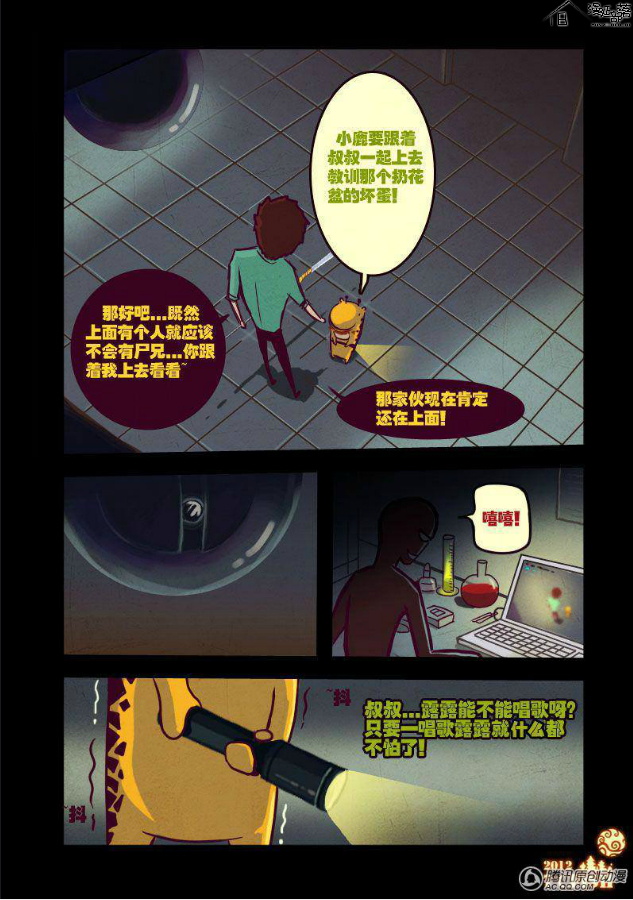 漫画部落
小鹿要跟着
叔叔一起上去
教训那个扔花
盆的坏蛋!
那好吧...既然
上面有个人就应该
不会有尸兄...你跟
着我上去看看~
那家伙现在肯定
还在上面!
嘻嘻!
叔叔...露露能不能唱歌呀?
只要一唱歌露露就什么都
不怕了!
~抖
~抖
2012
腾讯原创动漫
AC.QQ.COM